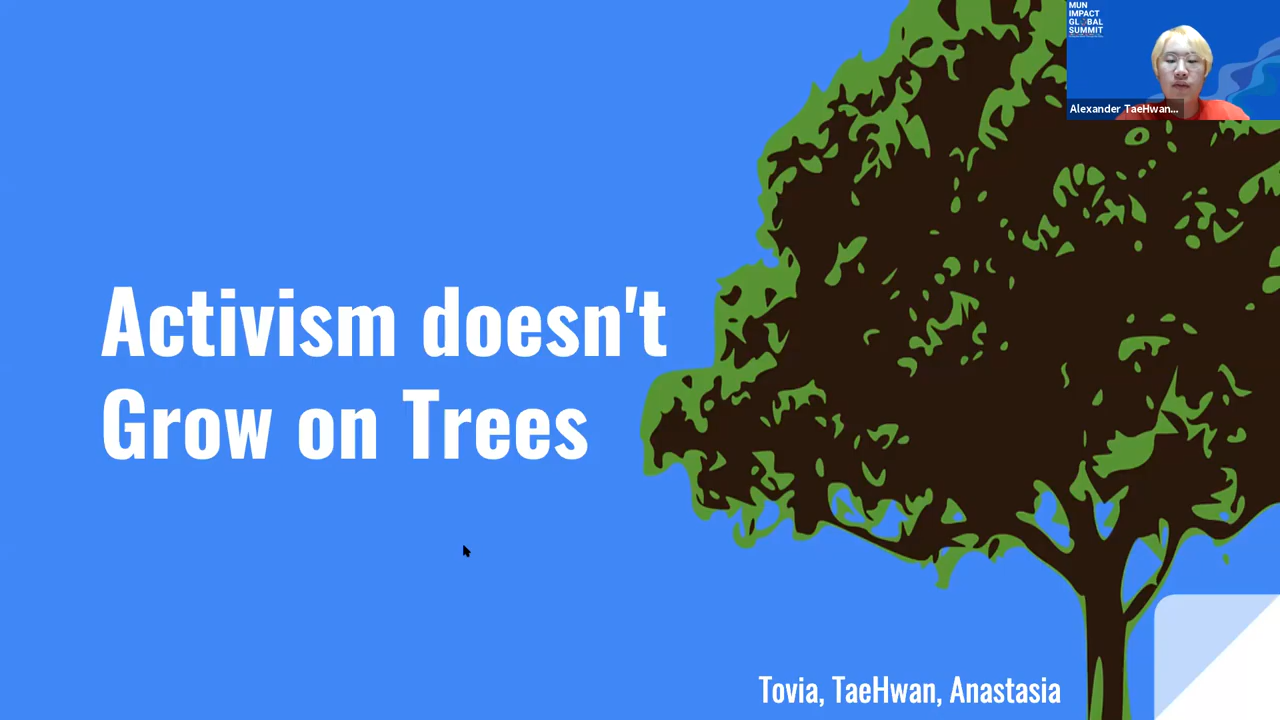 MUN
IMPACT
GLOBAL
SUMMIT
Alexander TaeHwan...
Activism doesn't
Grow on Trees
Tovia, TaeHwan, Anastasia